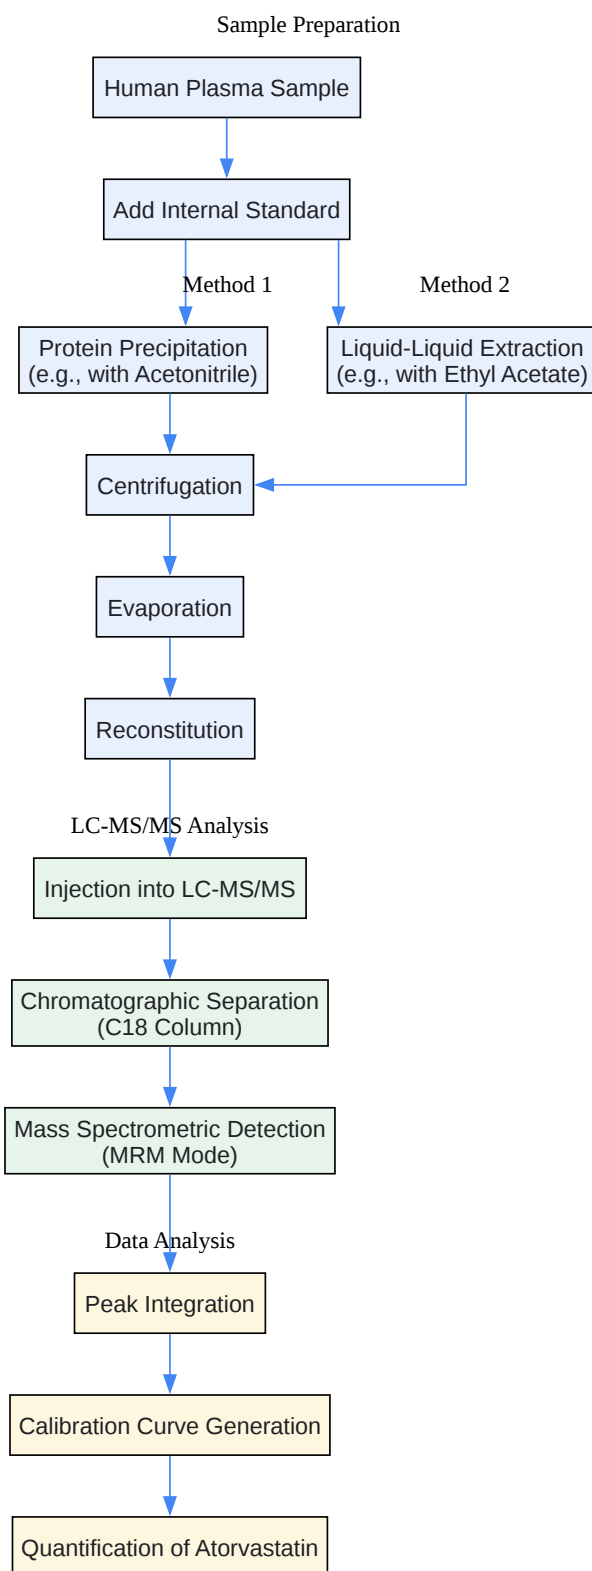 Sample Preparation
Human Plasma Sample
Add Internal Standard
Method 1
Method 2
Protein Precipitation
(e.g., with Acetonitrile)
Liquid-Liquid Extraction
(e.g., with Ethyl Acetate)
Centrifugation
Evaporation
Reconstitution
LC-MS/MS Analysis
Injection into LC-MS/MS
Chromatographic Separation
(C18 Column)
Mass Spectrometric Detection
(MRM Mode)
Data Analysis
Peak Integration
Calibration Curve Generation
Quantification of Atorvastatin